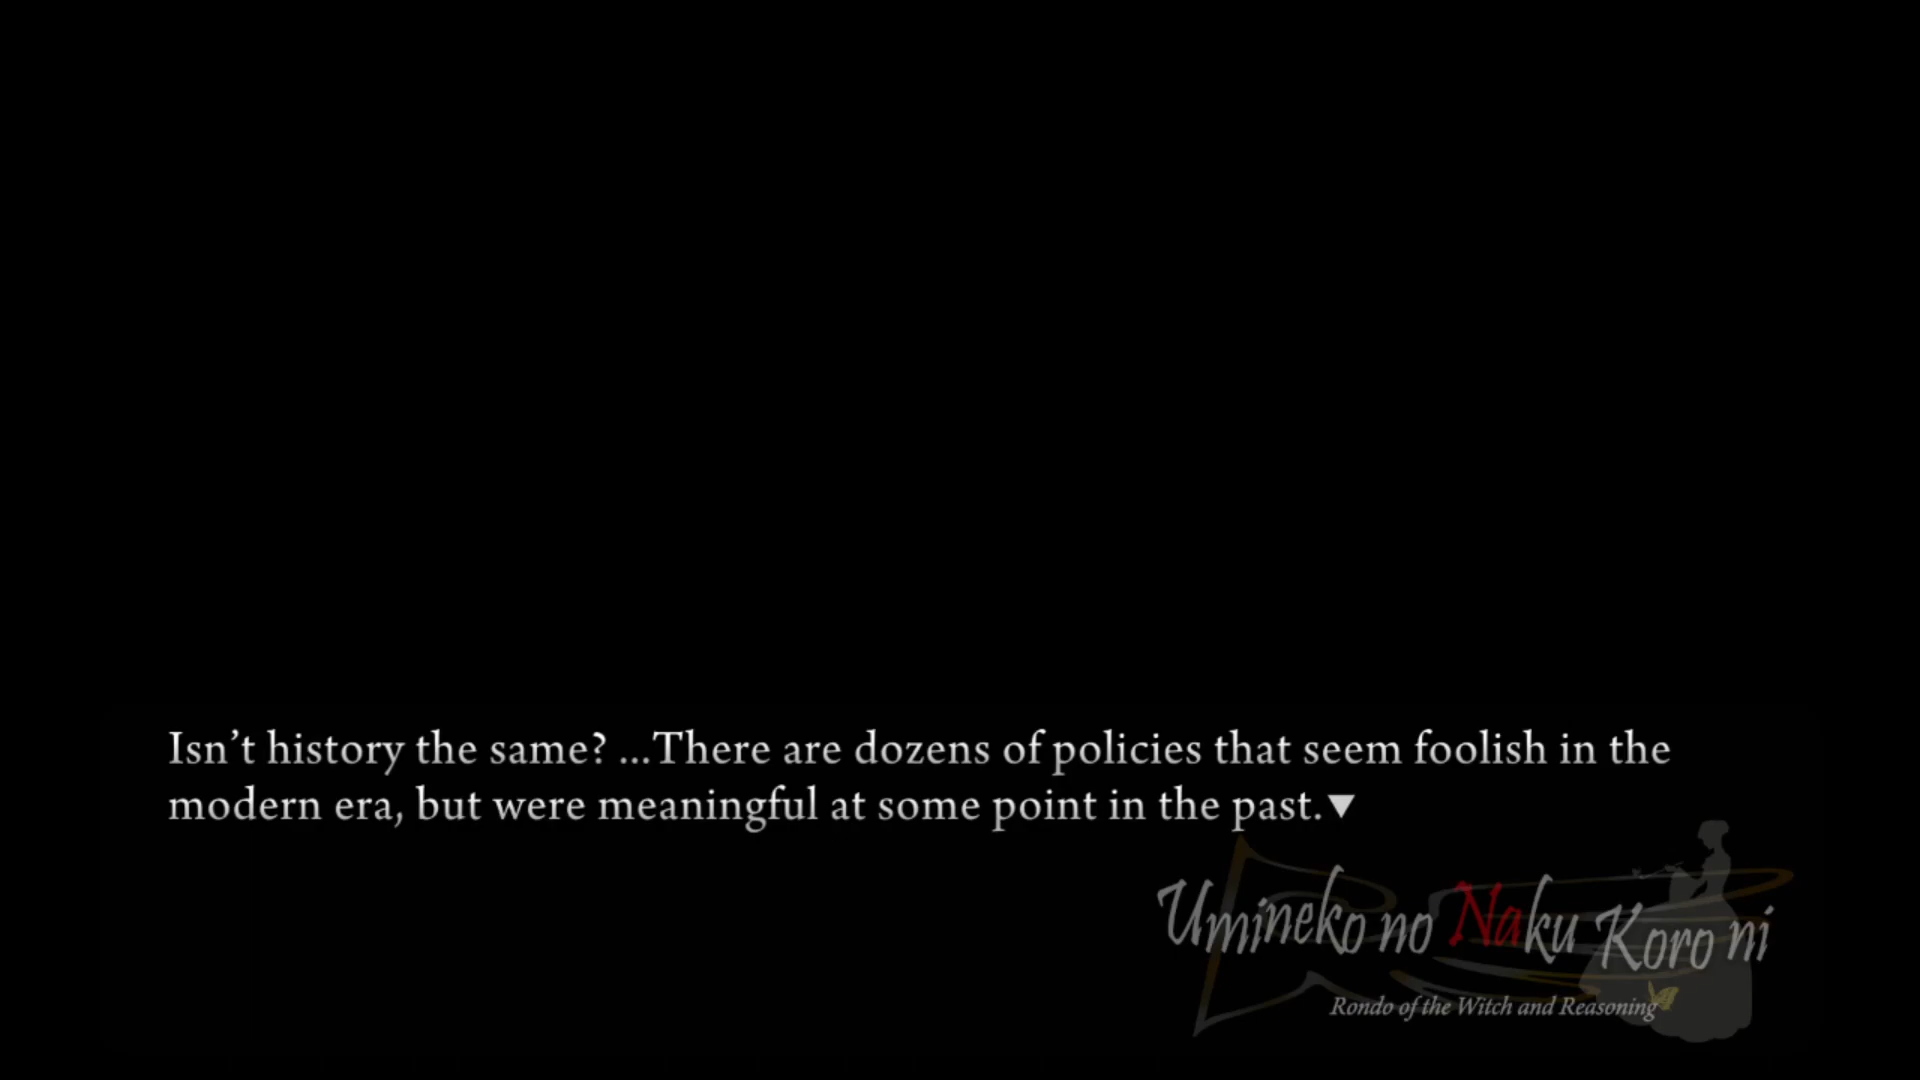 Isn’t history the same? ...There are dozens of policies that seem foolish in the
modern era, but were meaningful at some point in the past.▼
Umineko no Naku Koro ni
Rondo of the Witch and Reasoning